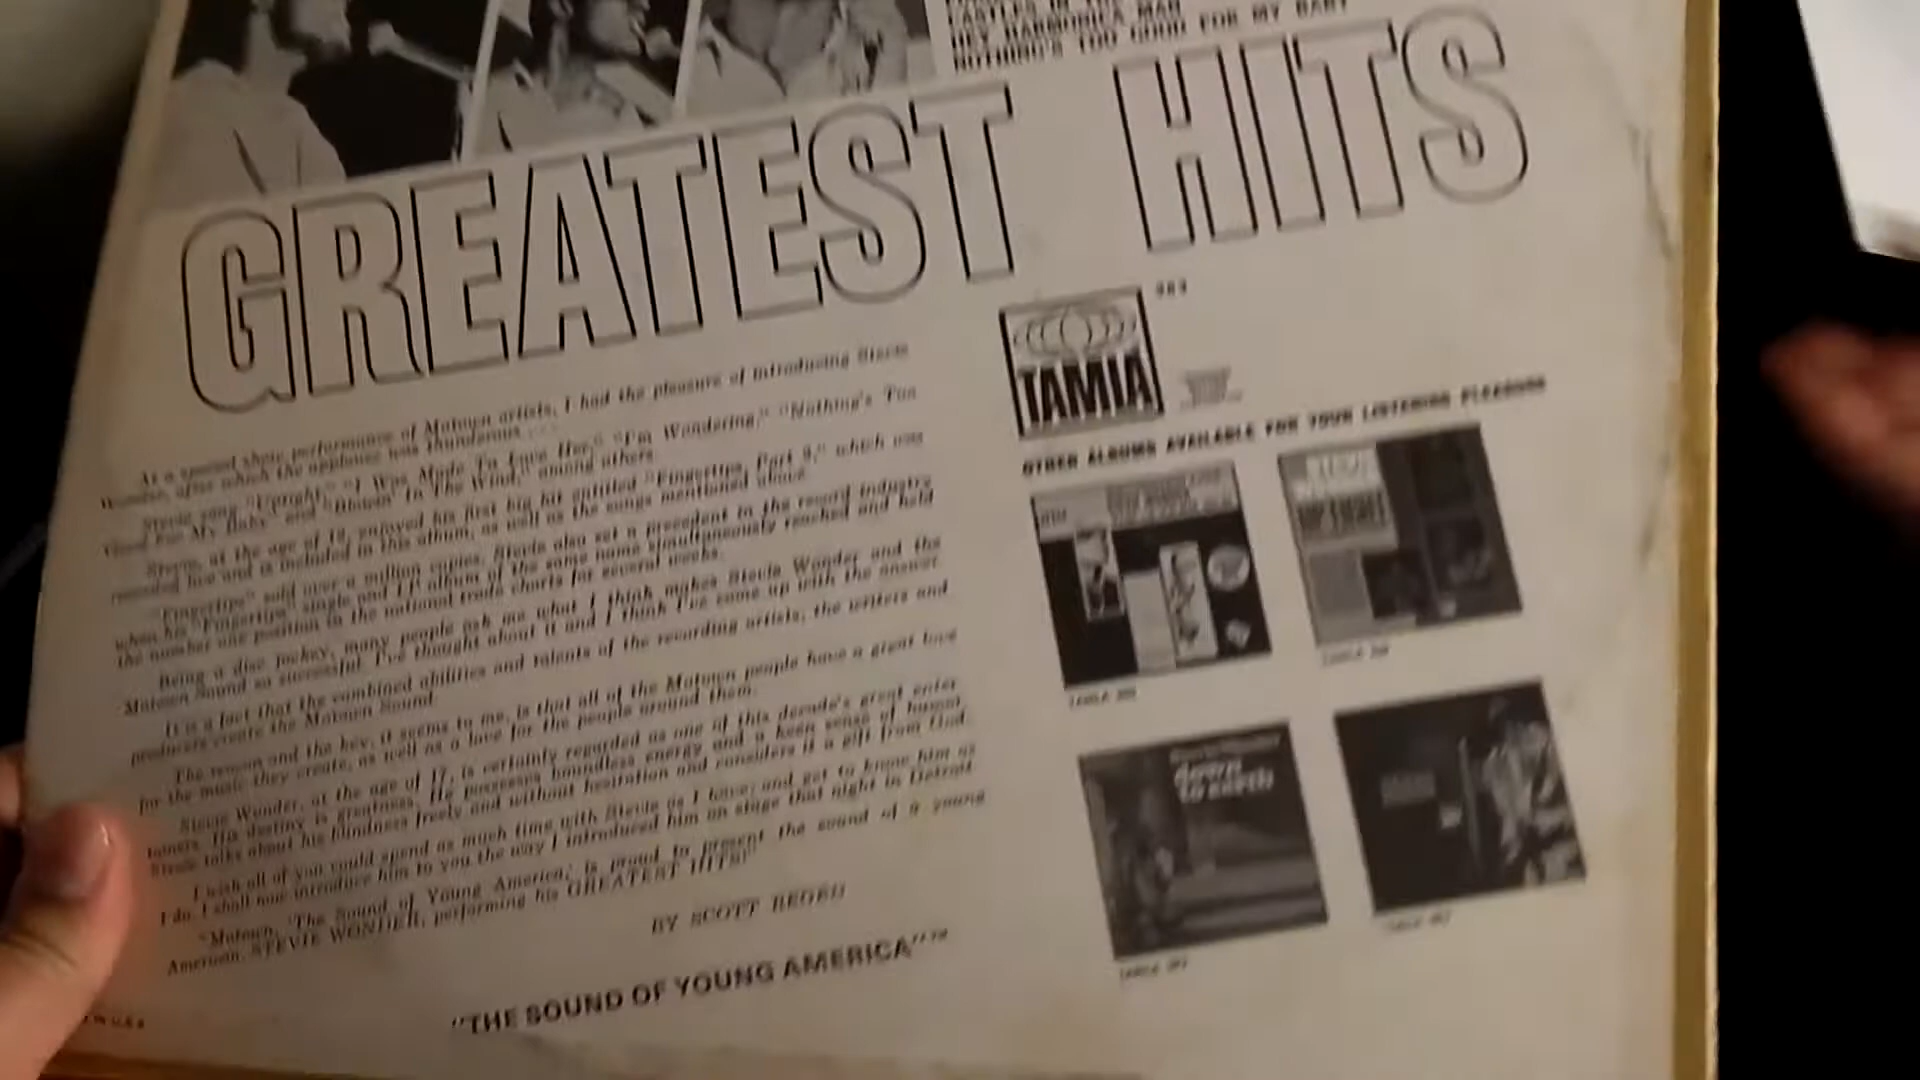 CASTLES IN THE
HEY HARMONICA MAN
NOTHING'S TOO GOOD FOR MY BABY
GREATEST HITS
TAMLA
OTHER ALBUMS AVAILABLE FOR YOUR LISTENING PLEASURE
At a special show performance of Motown artists, I had the pleasure of introducing Stevie
Wonder, after which the applause was thunderous . . .
Stevie sang "Uptight," "I Was Made To Love Her," "I'm Wondering," "Nothing's Too
Good For My Baby" and "Blowin' In The Wind," among others.
Stevie, at the age of 12, enjoyed his first big hit entitled "Fingertips, Part 2," which was
recorded live and is included in this album, as well as the songs mentioned above.
"Fingertips" sold over a million copies. Stevie also set a precedent in the record industry
when his "Fingertips" single and LP album of the same name simultaneously reached and held
the number one position in the national trade charts for several weeks.
Being a disc jockey, many people ask me what I think makes Stevie Wonder and the
Motown Sound so successful. I've thought about it and I think I've come up with the answer.
It is a fact that the combined abilities and talents of the recording artists, the writers and
producers create the Motown Sound.
The reason and the key, it seems to me, is that all of the Motown people have a great love
for the music they create, as well as a love for the people around them.
Stevie Wonder, at the age of 17, is certainly regarded as one of this decade's great enter-
tainers. His destiny is greatness. He possesses boundless energy and a keen sense of humor.
Stevie talks about his blindness freely and without hesitation and considers it a gift from God.
I wish all of you could spend as much time with Stevie as I have; and get to know him as
I do. I shall now introduce him to you the way I introduced him on stage that night in Detroit.
"Motown, 'The Sound of Young America,' is proud to present the sound of a young
American, STEVIE WONDER, performing his GREATEST HITS!"
BY SCOTT REGEN
"THE SOUND OF YOUNG AMERICA"
down
to earth
TAMLA
TAMLA
TAMLA
TAMLA